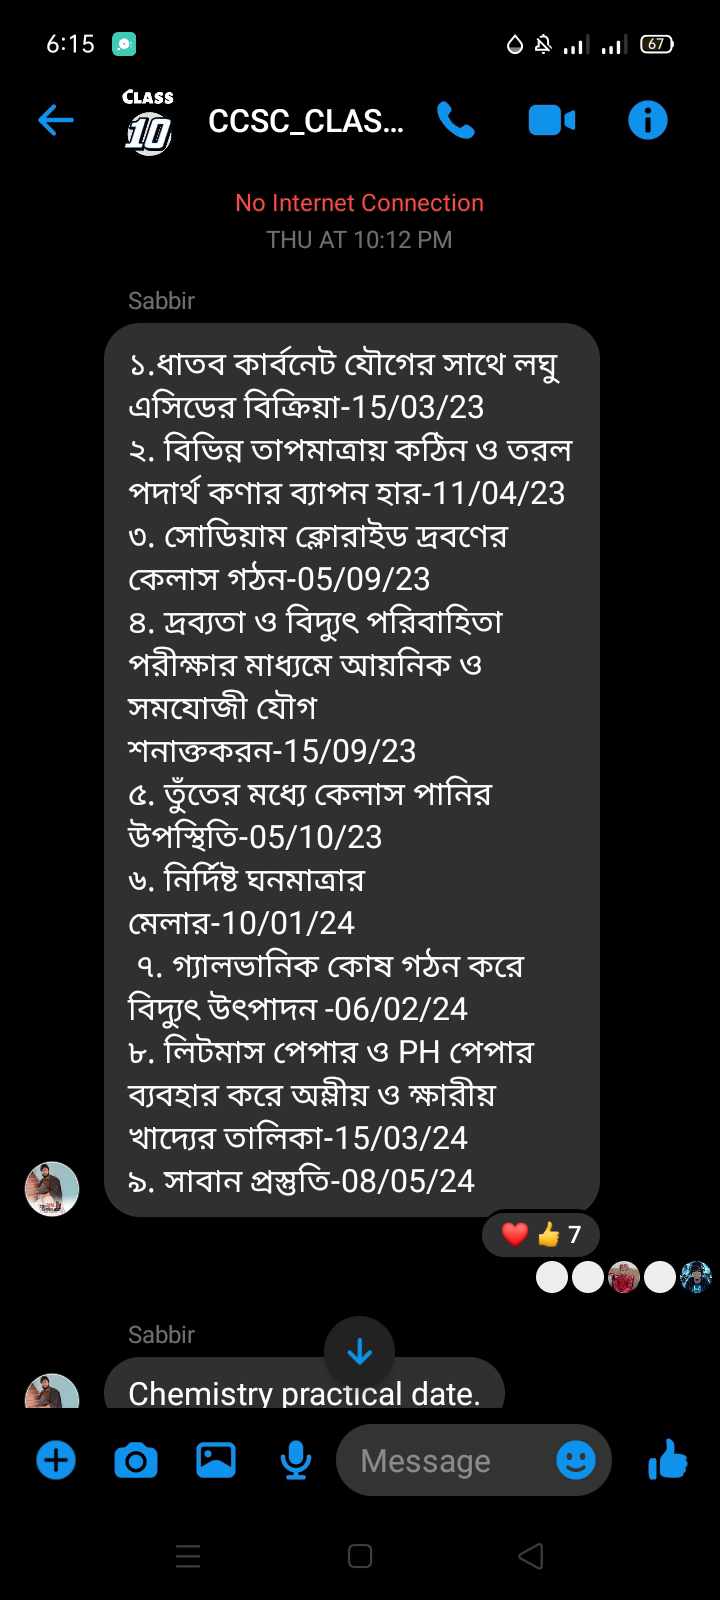 6:15
67
CLASS
10
CCSC_CLAS...
No Internet Connection
THU AT 10:12 PM
Sabbir
১.ধাতব কার্বনেট যৌগের সাথে লঘু
এসিডের বিক্রিয়া-15/03/23
২. বিভিন্ন তাপমাত্রায় কঠিন ও তরল
পদার্থ কণার ব্যাপন হার-11/04/23
৩. সোডিয়াম ক্লোরাইড দ্রবণের
কেলাস গঠন-05/09/23
৪. দ্রব্যতা ও বিদ্যুৎ পরিবাহিতা
পরীক্ষার মাধ্যমে আয়নিক ও
সমযোজী যৌগ
শনাক্তকরন-15/09/23
৫. তুঁতের মধ্যে কেলাস পানির
উপস্থিতি-05/10/23
৬. নির্দিষ্ট ঘনমাত্রার
মেলার-10/01/24
৭. গ্যালভানিক কোষ গঠন করে
বিদ্যুৎ উৎপাদন -06/02/24
৮. লিটমাস পেপার ও PH পেপার
ব্যবহার করে অম্লীয় ও ক্ষারীয়
খাদ্যের তালিকা-15/03/24
৯. সাবান প্রস্তুতি-08/05/24
7
Sabbir
Chemistry practical date.
Message